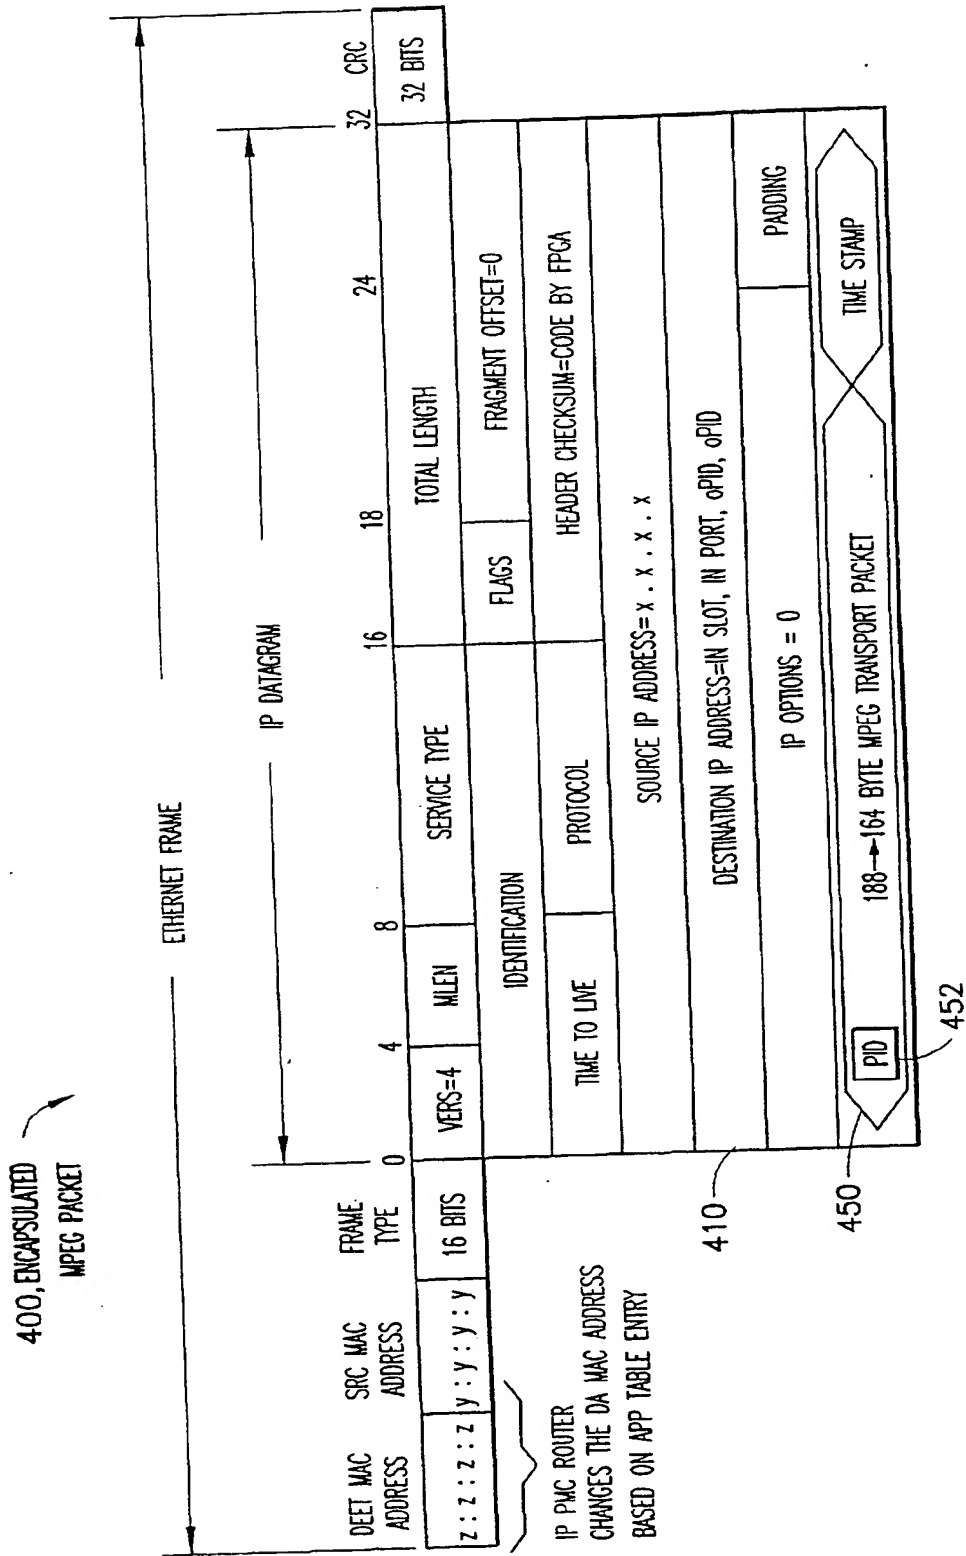 400, ENCAPSULATED
MPEG PACKET
ETHERNET FRAME
IP DATAGRAM
DEET MAC
ADDRESS
SRC MAC
ADDRESS
FRAME
TYPE
0
4
8
16
18
24
32
CRC
z : z : z : z
y : y : y : y
16 BITS
VERS=4
MLEN
SERVICE TYPE
TOTAL LENGTH
32 BITS
IDENTIFICATION
FLAGS
FRAGMENT OFFSET=0
TIME TO LIVE
PROTOCOL
HEADER CHECKSUM=CODE BY FPGA
SOURCE IP ADDRESS=x . x . x . x
DESTINATION IP ADDRESS=IN SLOT, IN PORT, oPID, oPID
IP OPTIONS = 0
PADDING
PID
188→164 BYTE MPEG TRANSPORT PACKET
TIME STAMP
IP PMC ROUTER
CHANGES THE DA MAC ADDRESS
BASED ON APP TABLE ENTRY
410
450
452